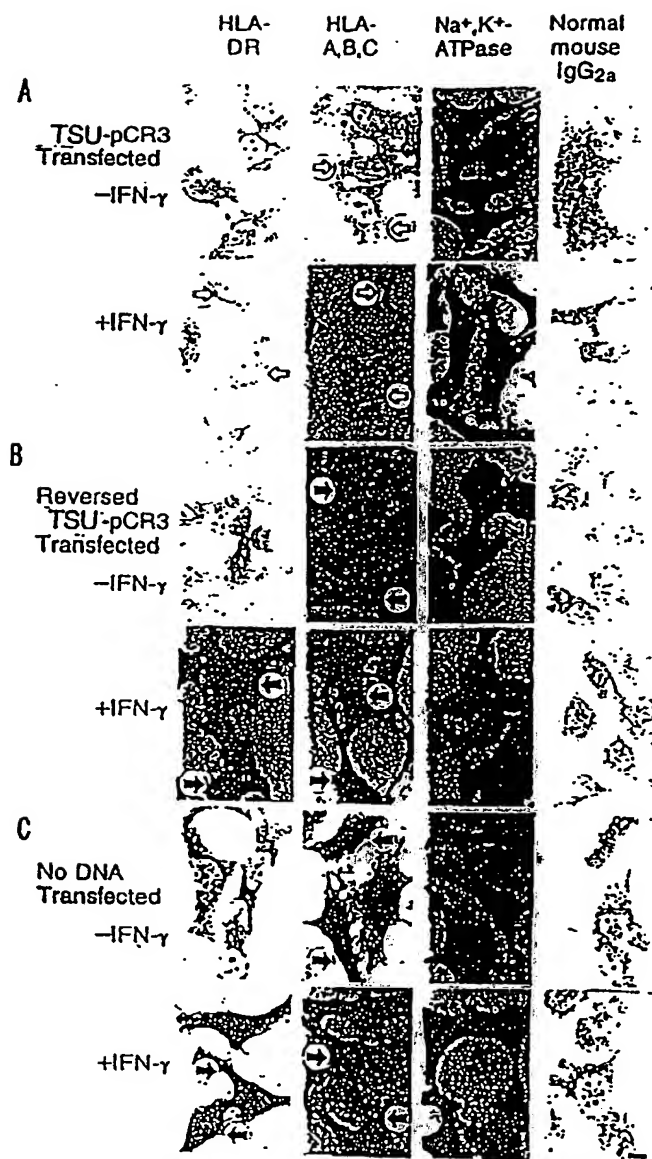 HLA-
DR
HLA-
A,B,C
Na+,K+-
ATPase
Normal
mouse
IgG2a
A
TSU-pCR3
Transfected
−IFN-γ
+IFN-γ
B
Reversed
TSU-pCR3
Transfected
−IFN-γ
+IFN-γ
C
No DNA
Transfected
−IFN-γ
+IFN-γ